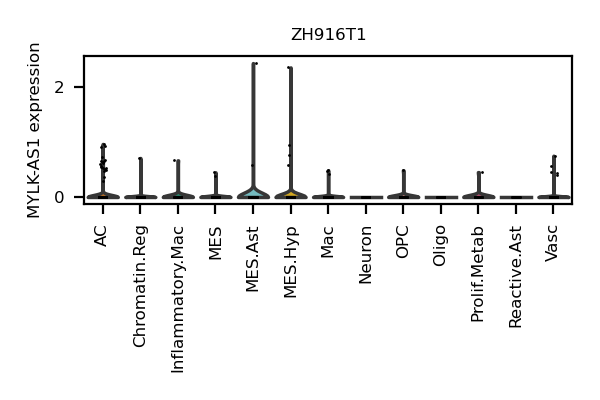 ZH916T1
MYLK-AS1 expression
2
0
AC
Chromatin.Reg
Inflammatory.Mac
MES
MES.Ast
MES.Hyp
Mac
Neuron
OPC
Oligo
Prolif.Metab
Reactive.Ast
Vasc